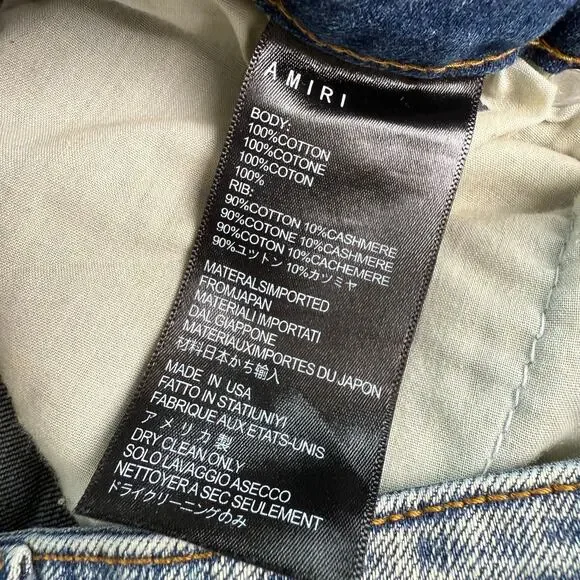 AMIRI
BODY:
100%COTTON
100%COTONE
100%COTON
100%
RIB:
90%COTTON 10%CASHMERE
90%COTONE 10%CASHMERE
90%COTON 10%CACHEMERE
90%ユットン 10%カツミヤ
MATERALSIMPORTED
FROMJAPAN
MATERIALI IMPORTATI
DAL GIAPPONE
MATERIAUXIMPORTES DU JAPON
材料日本かち輸入
MADE IN USA
FATTO IN STATIUNIYI
FABRIQUE AUX ETATS-UNIS
アメリカ製
DRY CLEAN ONLY
SOLO LAVAGGIO ASECCO
NETTOYER A SEC SEULEMENT
ドライクリーニングのみ